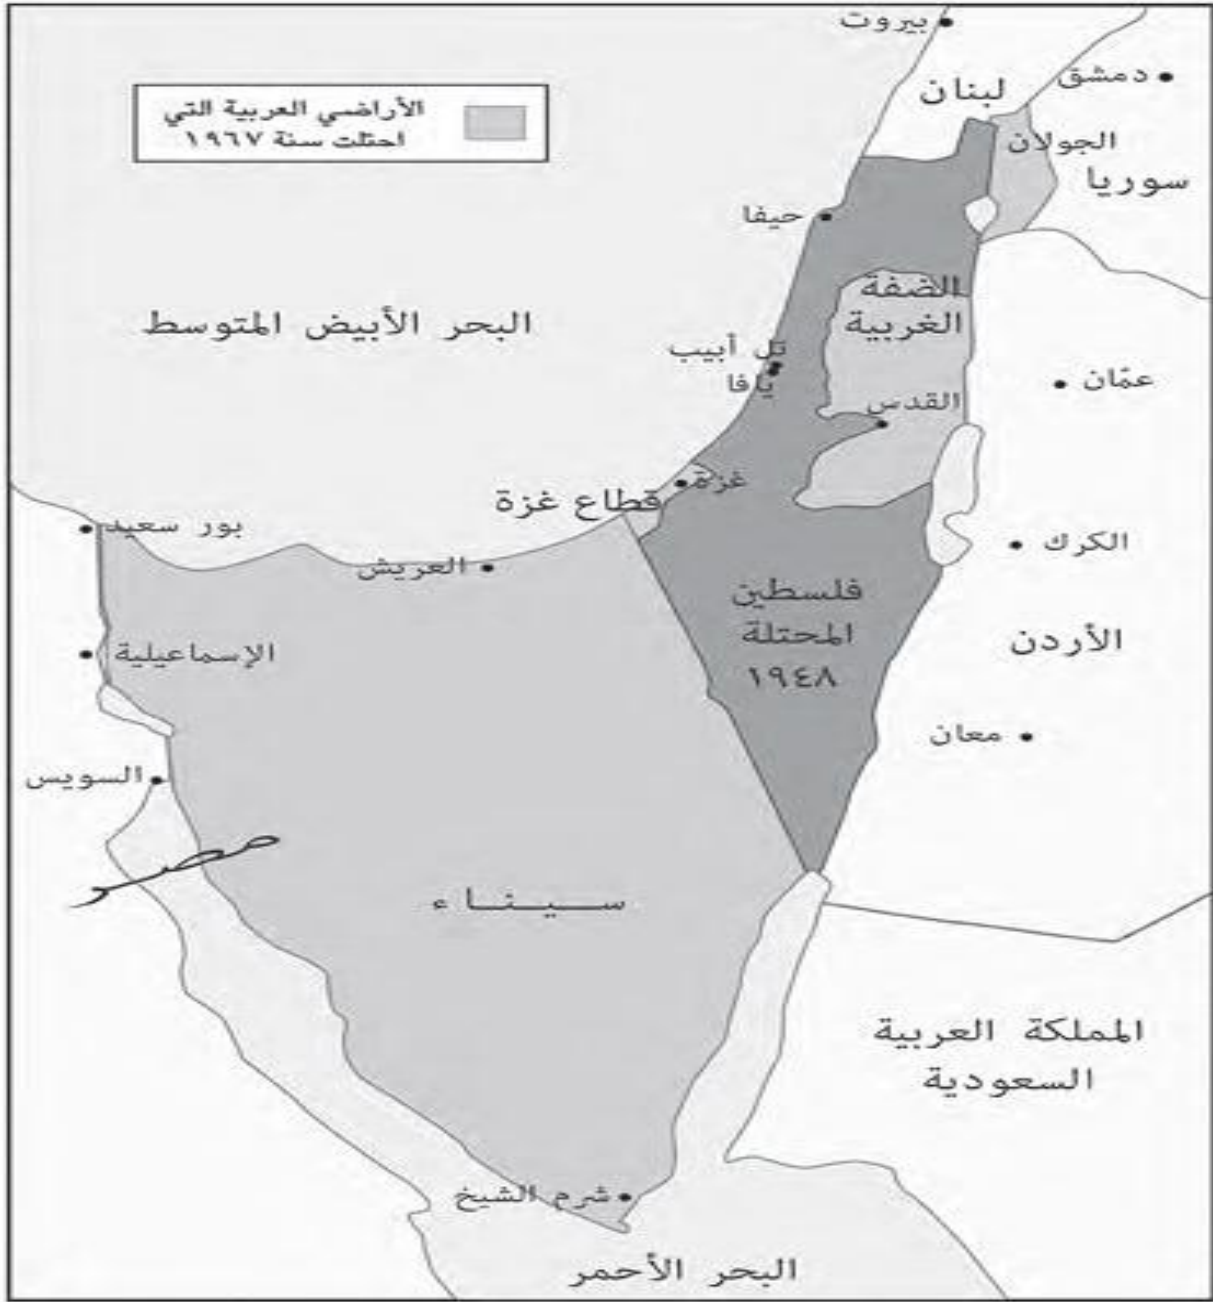 بيروت
دمشق
لبنان
الأراضي العربية التي
احتلت سنة ١٩٦٧
الجولان
سوريا
حيفا
الضفة
الغربية
البحر الأبيض المتوسط
تل أبيب
يافا
عمّان
القدس
غزة
قطاع غزة
بور سعيد
العريش
الكرك
فلسطين
المحتلة
١٩٤٨
الأردن
الإسماعيلية
معان
السويس
مصر
سيناء
المملكة العربية
السعودية
شرم الشيخ
البحر الأحمر